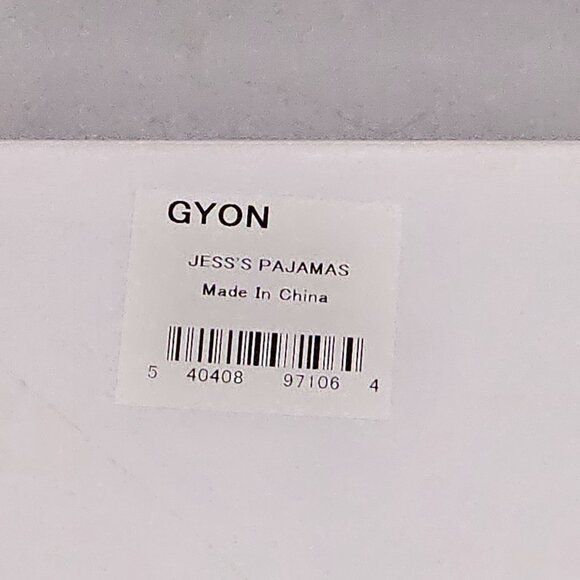 GYON
JESS'S PAJAMAS
Made In China
5 40408 97106 4